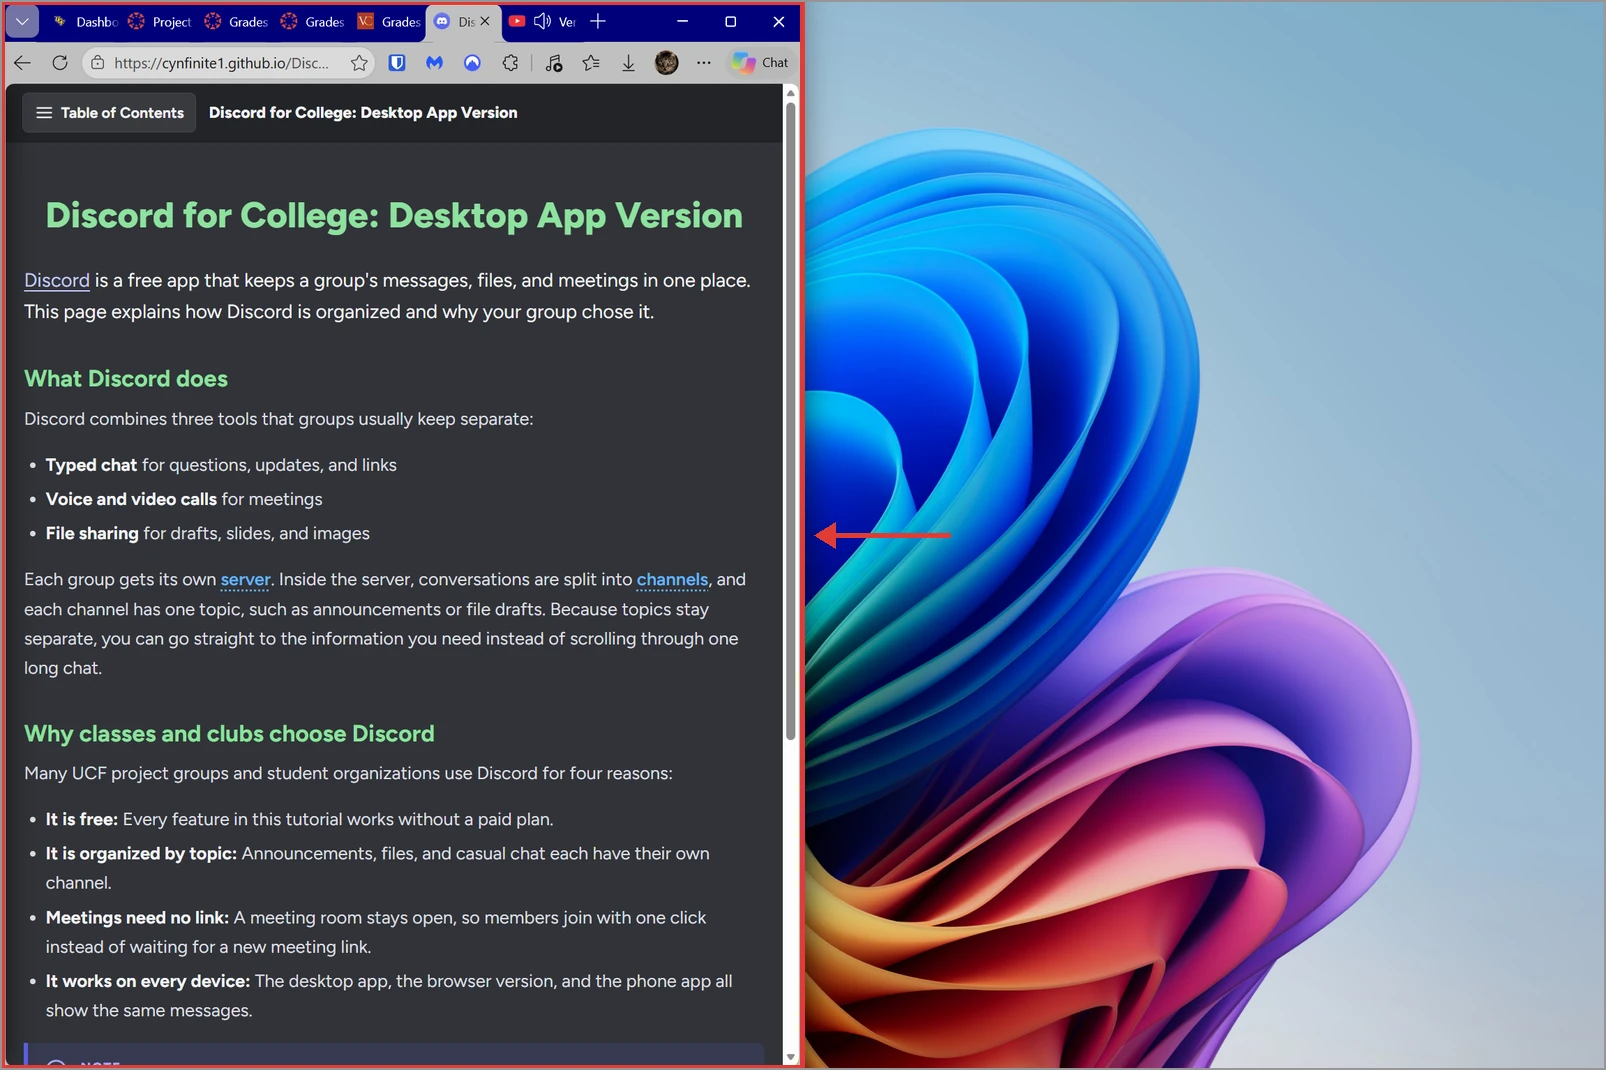 Dashbo
Project
Grades
Grades
Grades
VC
Dis
Ver
https://cynfinite1.github.io/Disc...
Chat
Table of Contents
Discord for College: Desktop App Version
Discord for College: Desktop App Version
Discord is a free app that keeps a group's messages, files, and meetings in one place.
This page explains how Discord is organized and why your group chose it.
What Discord does
Discord combines three tools that groups usually keep separate:
• Typed chat for questions, updates, and links
• Voice and video calls for meetings
• File sharing for drafts, slides, and images
Each group gets its own server. Inside the server, conversations are split into channels, and
each channel has one topic, such as announcements or file drafts. Because topics stay
separate, you can go straight to the information you need instead of scrolling through one
long chat.
Why classes and clubs choose Discord
Many UCF project groups and student organizations use Discord for four reasons:
• It is free: Every feature in this tutorial works without a paid plan.
• It is organized by topic: Announcements, files, and casual chat each have their own
channel.
• Meetings need no link: A meeting room stays open, so members join with one click
instead of waiting for a new meeting link.
• It works on every device: The desktop app, the browser version, and the phone app all
show the same messages.
NOTE